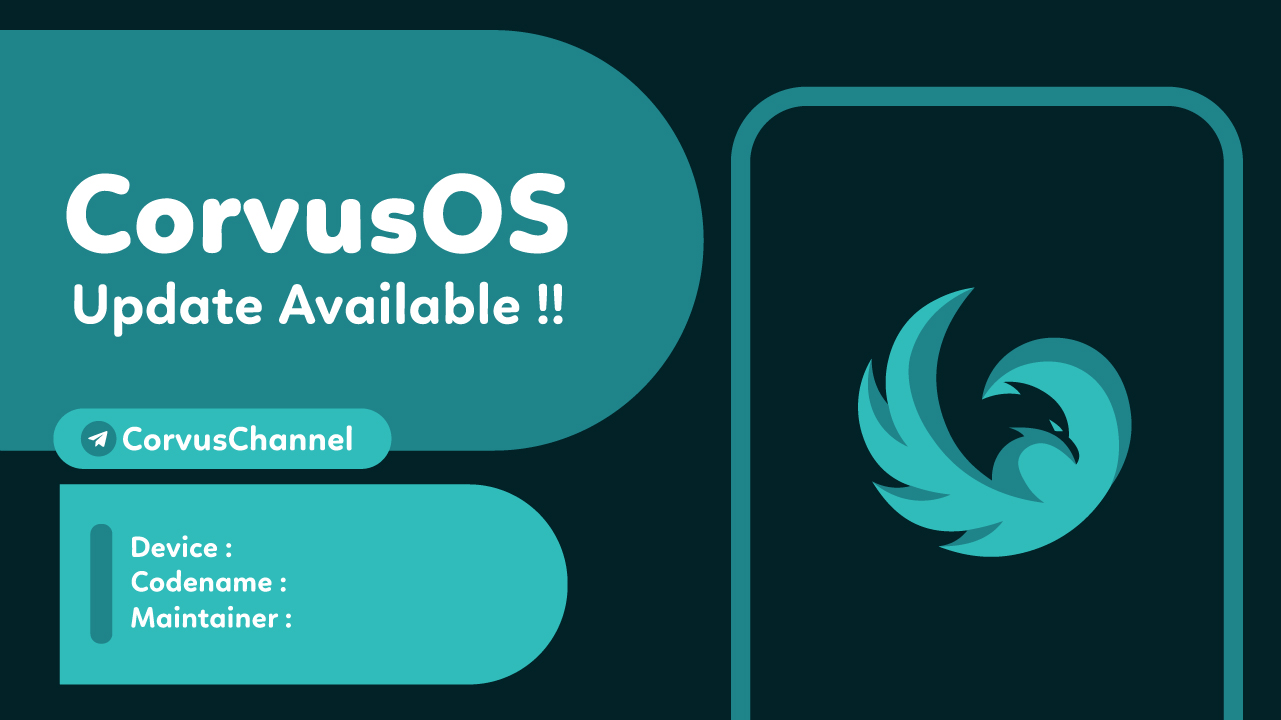 CorvusOS
Update Available !!
CorvusChannel
Device :
Codename :
Maintainer :